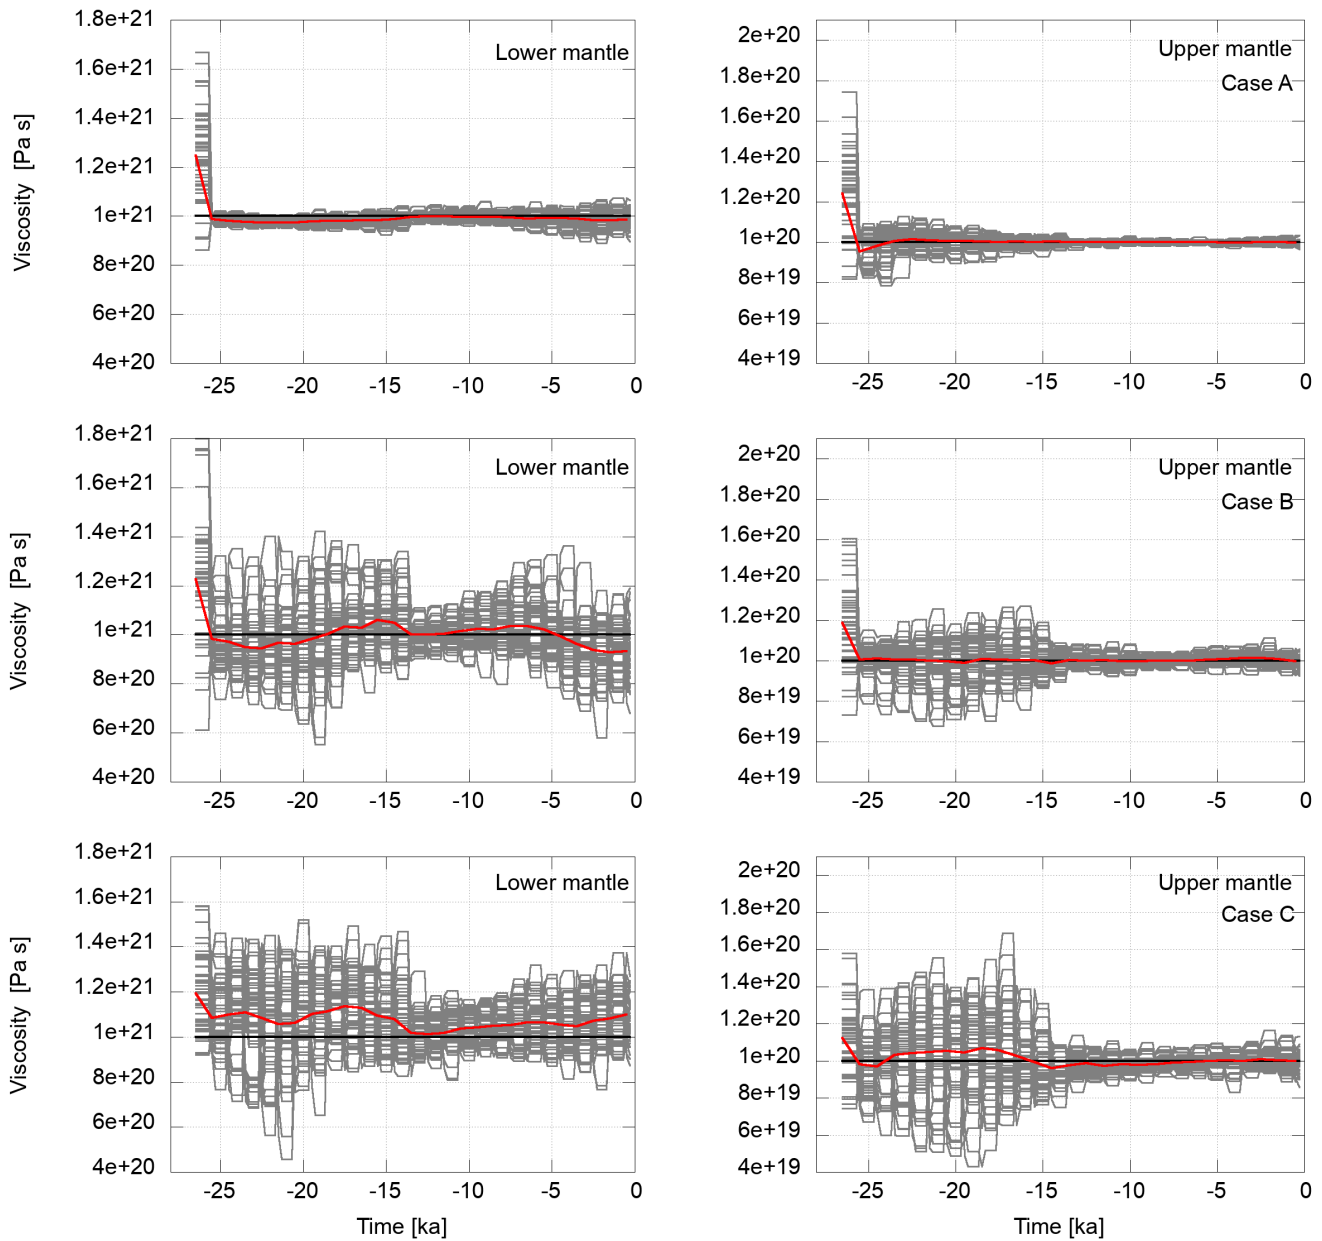 1.8e+21
1.6e+21
1.4e+21
1.2e+21
1e+21
8e+20
6e+20
4e+20
Viscosity [Pa s]
Lower mantle
-25 -20 -15 -10 -5 0
2e+20
1.8e+20
1.6e+20
1.4e+20
1.2e+20
1e+20
8e+19
6e+19
4e+19
Upper mantle
Case A
-25 -20 -15 -10 -5 0
1.8e+21
1.6e+21
1.4e+21
1.2e+21
1e+21
8e+20
6e+20
4e+20
Viscosity [Pa s]
Lower mantle
-25 -20 -15 -10 -5 0
2e+20
1.8e+20
1.6e+20
1.4e+20
1.2e+20
1e+20
8e+19
6e+19
4e+19
Upper mantle
Case B
-25 -20 -15 -10 -5 0
1.8e+21
1.6e+21
1.4e+21
1.2e+21
1e+21
8e+20
6e+20
4e+20
Viscosity [Pa s]
Lower mantle
-25 -20 -15 -10 -5 0
Time [ka]
2e+20
1.8e+20
1.6e+20
1.4e+20
1.2e+20
1e+20
8e+19
6e+19
4e+19
Upper mantle
Case C
-25 -20 -15 -10 -5 0
Time [ka]